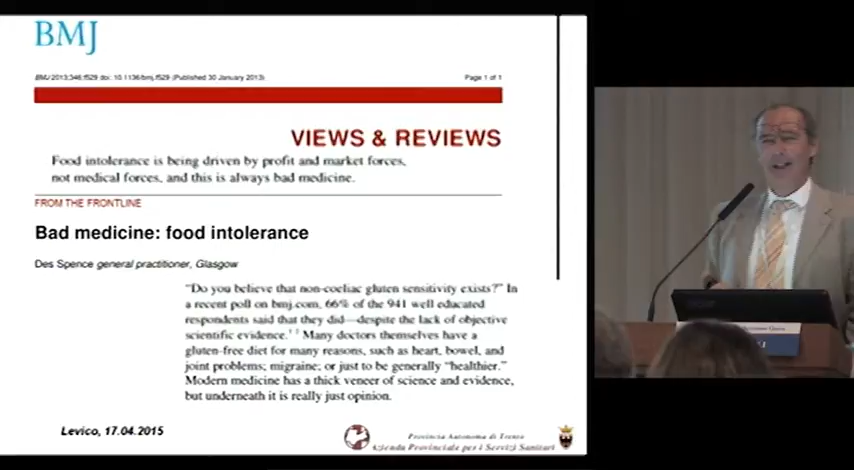 BMJ
BMJ 2013;346:f529 doi: 10.1136/bmj.f529 (Published 30 January 2013)
Page 1 of 1
VIEWS & REVIEWS
Food intolerance is being driven by profit and market forces,
not medical forces, and this is always bad medicine.
FROM THE FRONTLINE
Bad medicine: food intolerance
Des Spence general practitioner, Glasgow
“Do you believe that non-coeliac gluten sensitivity exists?” In
a recent poll on bmj.com, 66% of the 941 well educated
respondents said that they did—despite the lack of objective
scientific evidence.
Many doctors themselves have a
gluten-free diet for many reasons, such as heart, bowel, and
joint problems; migraine; or just to be generally “healthier.”
Modern medicine has a thick veneer of science and evidence,
but underneath it is really just opinion.
Levico, 17.04.2015
Provincia Autonoma di Trento
Azienda Provinciale per i Servizi Sanitari